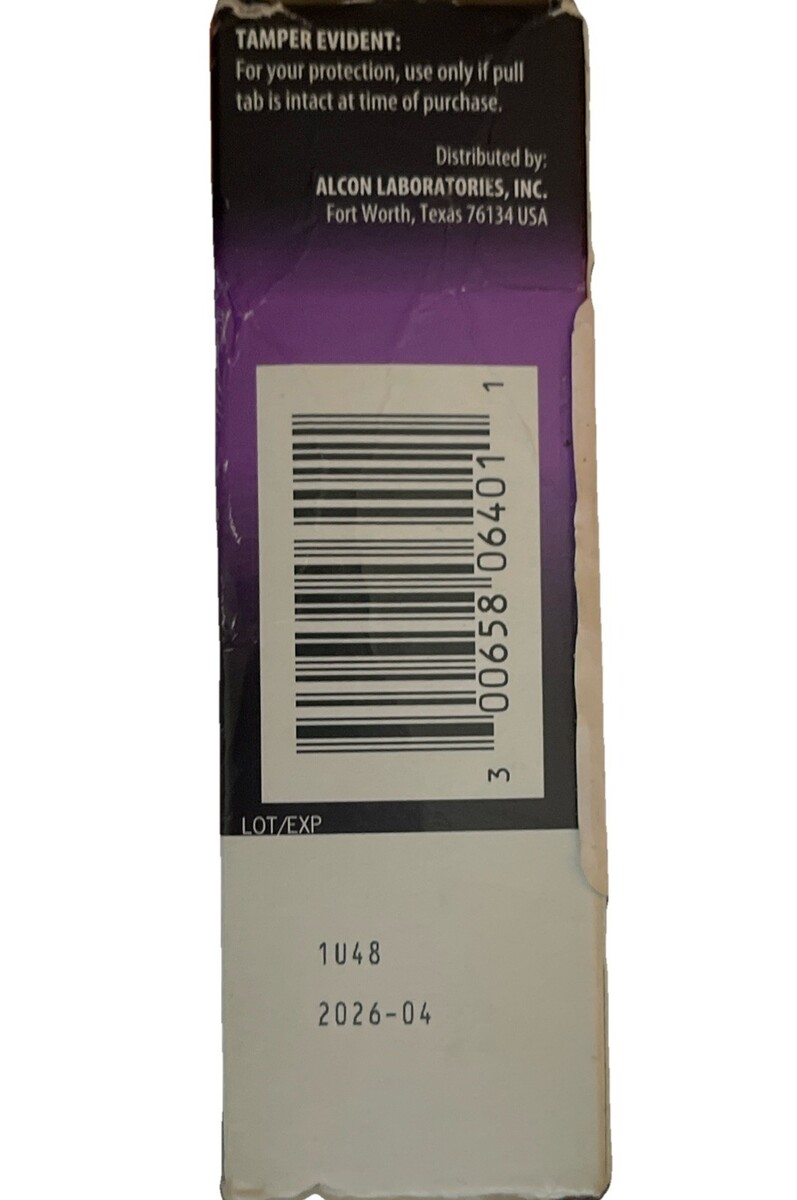 TAMPER EVIDENT:
For your protection, use only if pull
tab is intact at time of purchase.
Distributed by:
ALCON LABORATORIES, INC.
Fort Worth, Texas 76134 USA
3 00658 06401 1
LOT/EXP
1U48
2026-04